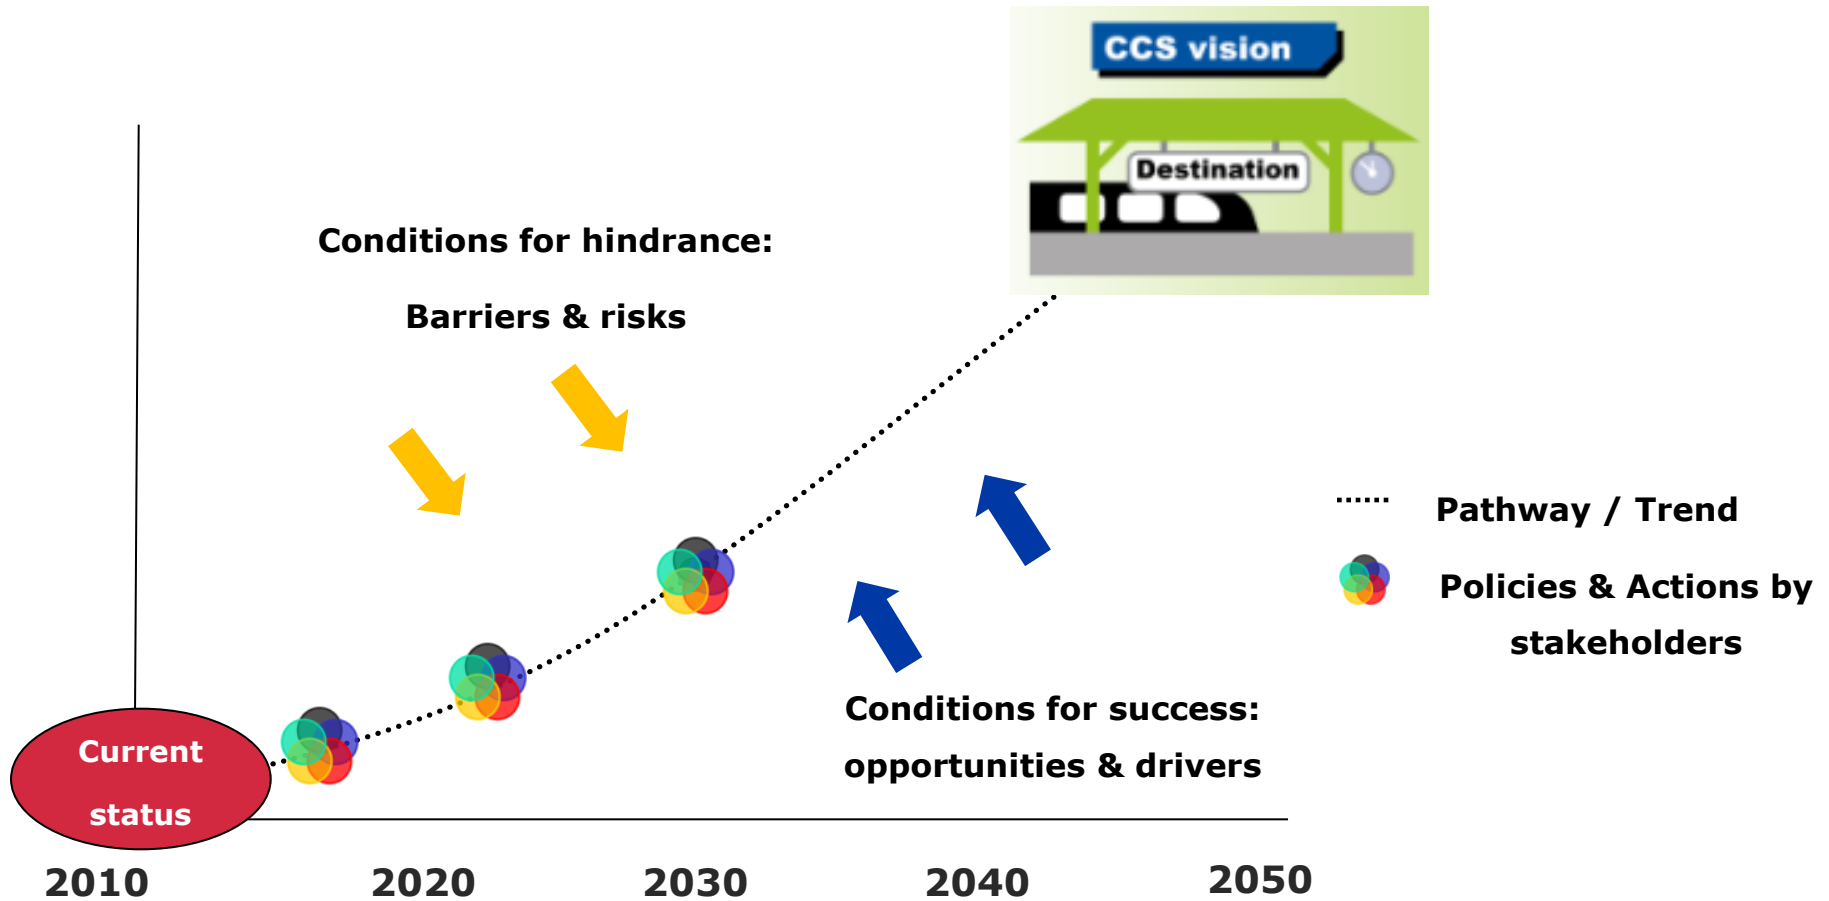 CCS vision
Destination
Conditions for hindrance:
Barriers & risks
Pathway / Trend
Policies & Actions by
stakeholders
Conditions for success:
opportunities & drivers
Current
status
2010
2020
2030
2040
2050